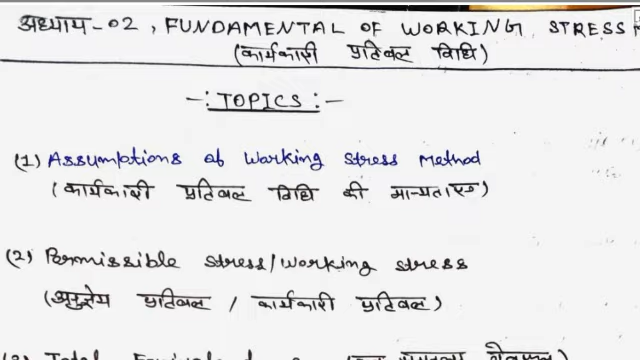 अध्याय-02, FUNDAMENTAL OF WORKING STRESS
(कार्यकारी प्रतिबल विधि)
-: TOPICS :-
(1) Assumptions of Working Stress Method
(कार्यकारी प्रतिबल विधि की मान्यताएं)
(2) Permissible Stress/Working Stress
(अनुज्ञेय प्रतिबल / कार्यकारी प्रतिबल)